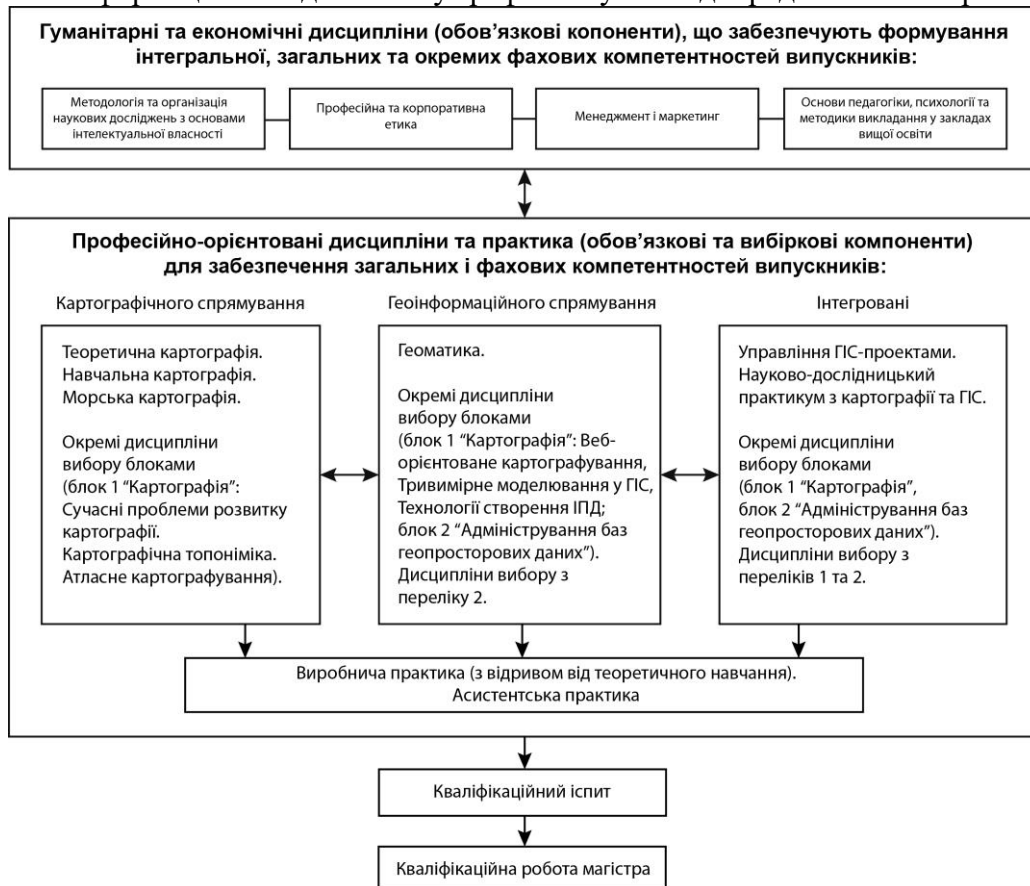 Гуманітарні та економічні дисципліни (обов’язкові копоненти), що забезпечують формування
інтегральної, загальних та окремих фахових компетентностей випускників:
Методологія та організація
наукових досліджень з основами
інтелектуальної власності
Професійна та корпоративна
етика
Менеджмент і маркетинг
Основи педагогіки, психології та
методики викладання у закладах
вищої освіти
Професійно-орієнтовані дисципліни та практика (обов’язкові та вибіркові компоненти)
для забезпечення загальних і фахових компетентностей випускників:
Картографічного спрямування
Теоретична картографія.
Навчальна картографія.
Морська картографія.
Окремі дисципліни
вибору блоками
(блок 1 “Картографія”:
Сучасні проблеми розвитку
картографії.
Картографічна топоніміка.
Атласне картографування).
Геоінформаційного спрямування
Геоматика.
Окремі дисципліни
вибору блоками
(блок 1 “Картографія”: Веб-
орієнтоване картографування,
Тривимірне моделювання у ГІС,
Технології створення ІПД;
блок 2 “Адміністрування баз
геопросторових даних”).
Дисципліни вибору з
переліку 2.
Інтегровані
Управління ГІС-проектами.
Науково-дослідницький
практикум з картографії та ГІС.
Окремі дисципліни
вибору блоками
(блок 1 “Картографія”,
блок 2 “Адміністрування баз
геопросторових даних”).
Дисципліни вибору з
переліків 1 та 2.
Виробнича практика (з відривом від теоретичного навчання).
Асистентська практика
Кваліфікаційний іспит
Кваліфікаційна робота магістра